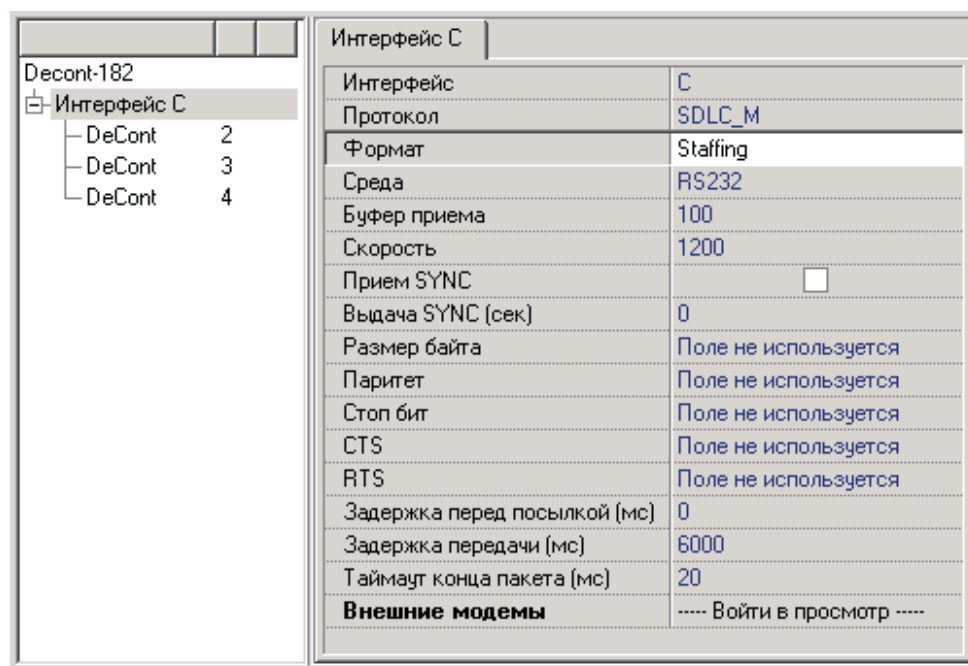 Decont-182
Интерфейс C
DeCont 2
DeCont 3
DeCont 4
Интерфейс C
Интерфейс C
Протокол SDLC_M
Формат Staffing
Среда RS232
Буфер приема 100
Скорость 1200
Прием SYNC
Выдача SYNC (сек) 0
Размер байта Поле не используется
Паритет Поле не используется
Стоп бит Поле не используется
CTS Поле не используется
RTS Поле не используется
Задержка перед посылкой (мс) 0
Задержка передачи (мс) 6000
Таймаут конца пакета (мс) 20
Внешние модемы ----- Войти в просмотр -----